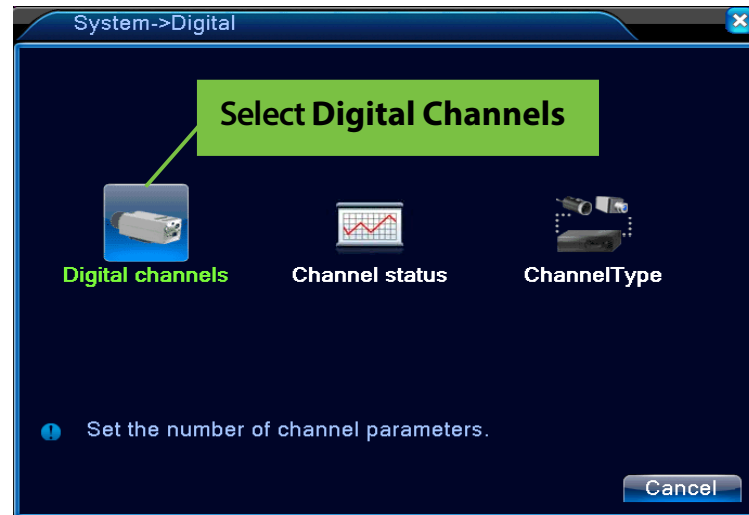 System->Digital
Select Digital Channels
Digital channels
Channel status
ChannelType
Set the number of channel parameters.
Cancel